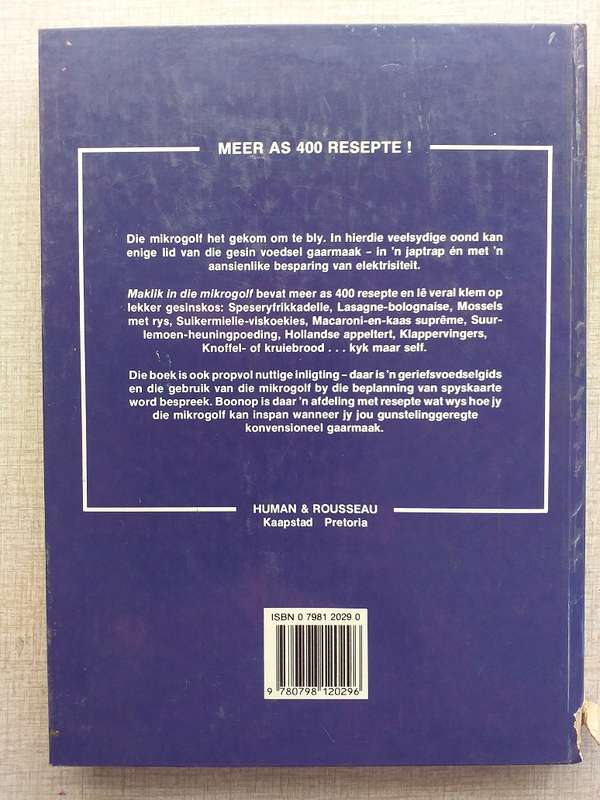 MEER AS 400 RESEPTE !
Die mikrogolf het gekom om te bly. In hierdie veelsydige oond kan
enige lid van die gesin voedsel gaarmaak – in 'n japtrap én met 'n
aansienlike besparing van elektrisiteit.
Maklik in die mikrogolf bevat meer as 400 resepte en lê veral klem op
lekker gesinskos: Speseryfrikkadelle, Lasagne-bolognaise, Mossels
met rys, Suikermielie-viskoekies, Macaroni-en-kaas suprême, Suur-
lemoen-heuningpoeding, Hollandse appeltert, Klappervingers,
Knoffel- of kruiebrood . . . kyk maar self.
Die boek is ook propvol nuttige inligting – daar is 'n geriefsvoedselgids
en die gebruik van die mikrogolf by die beplanning van spyskaarte
word bespreek. Boonop is daar 'n afdeling met resepte wat wys hoe jy
die mikrogolf kan inspan wanneer jy jou gunstelinggeregte
konvensioneel gaarmaak.
HUMAN & ROUSSEAU
Kaapstad Pretoria
ISBN 0 7981 2029 0
9 780798 120296